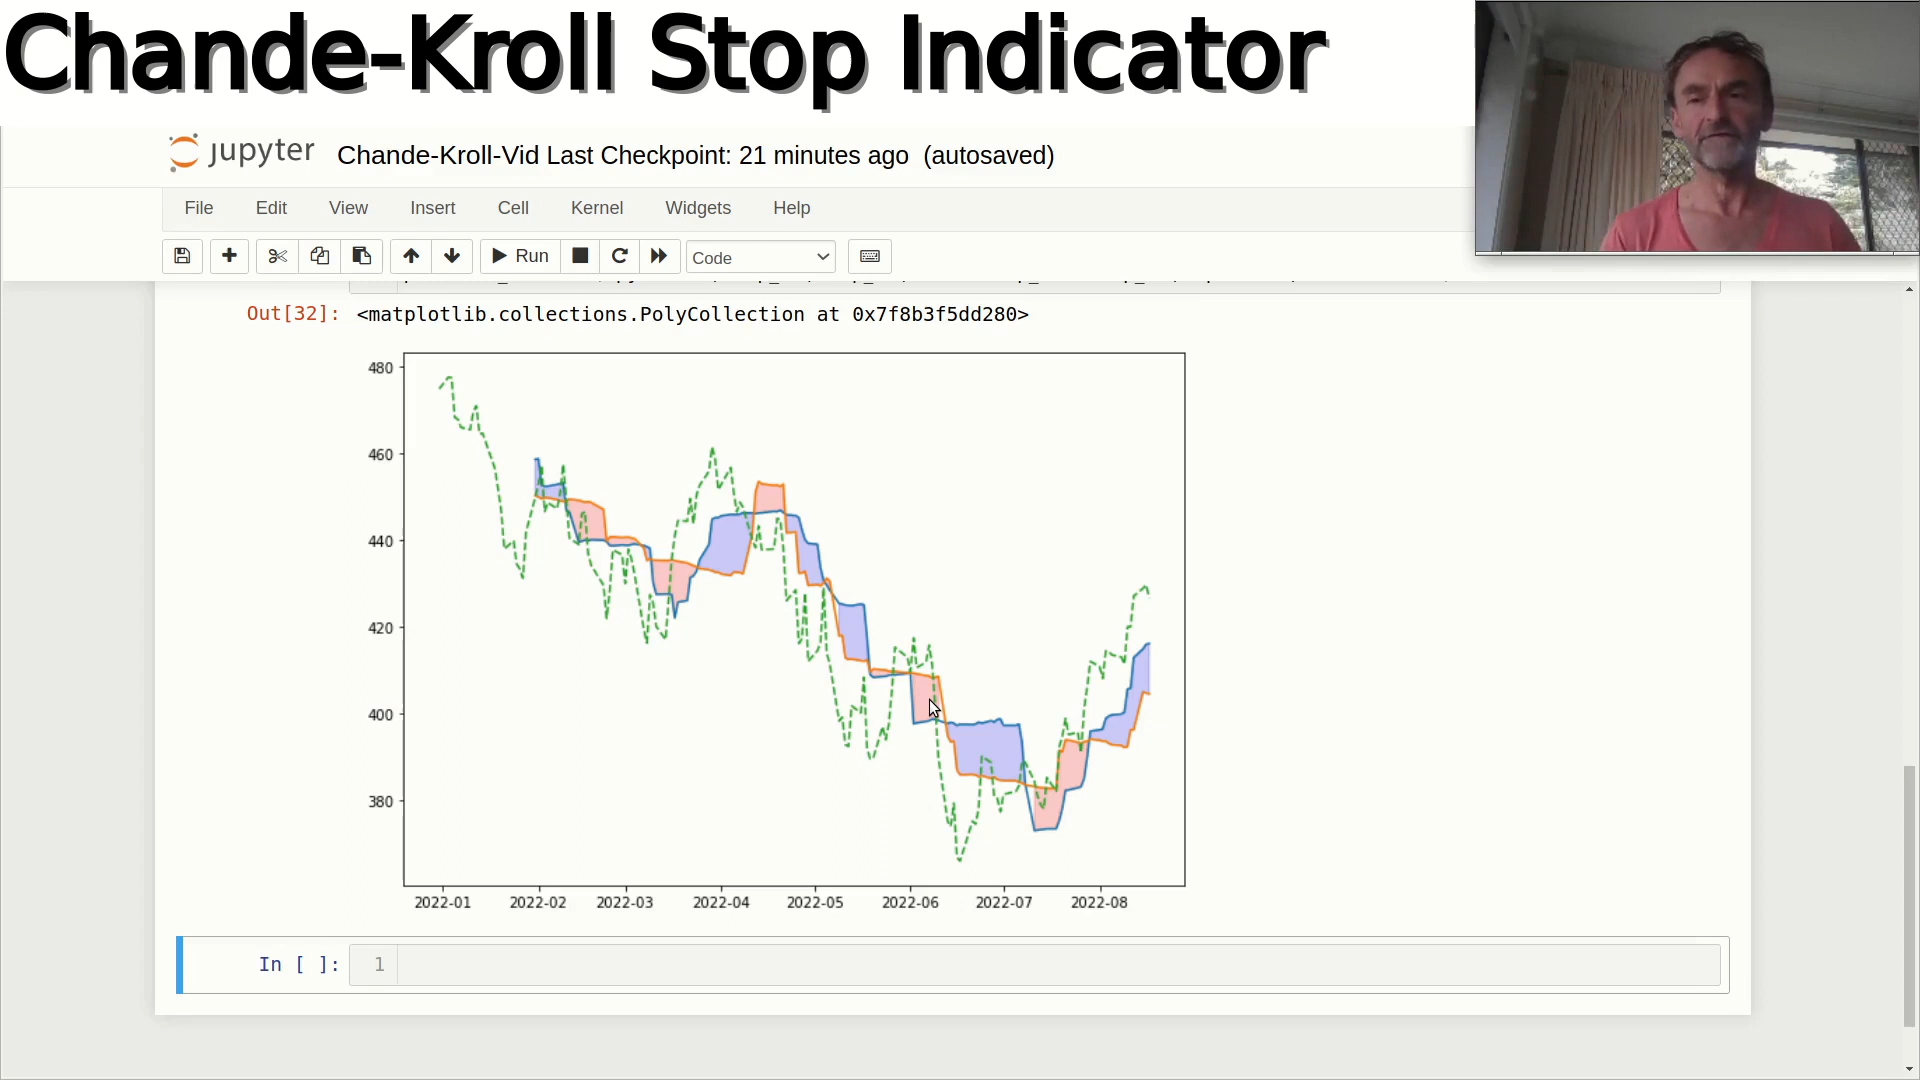 Chande-Kroll Stop Indicator
jupyter Chande-Kroll-Vid Last Checkpoint: 21 minutes ago (autosaved)
File Edit View Insert Cell Kernel Widgets Help
Run Code
Out[32]: <matplotlib.collections.PolyCollection at 0x7f8b3f5dd280>
480
460
440
420
400
380
2022-01 2022-02 2022-03 2022-04 2022-05 2022-06 2022-07 2022-08
In [ ]: 1